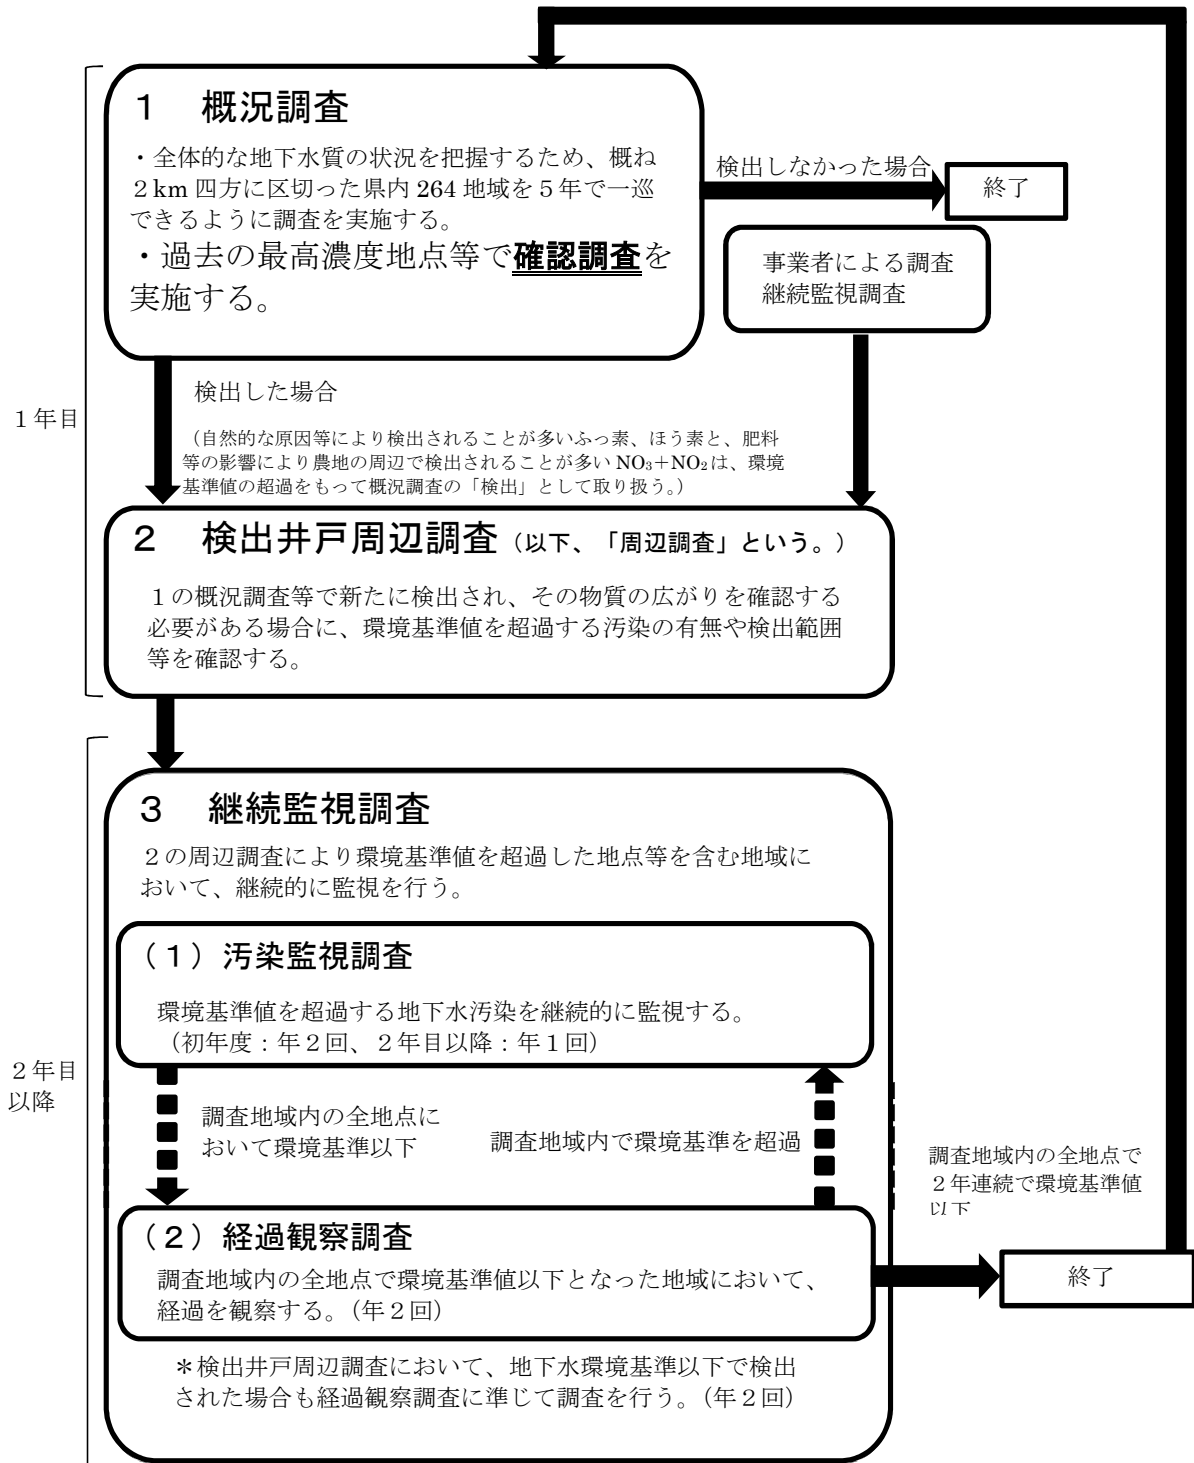 １　概況調査
・全体的な地下水質の状況を把握するため、概ね
２km 四方に区切った県内 264 地域を５年で一巡
できるように調査を実施する。
・過去の最高濃度地点等で確認調査を
実施する。
検出しなかった場合
終了
事業者による調査
継続監視調査
１年目
検出した場合
（自然的な原因等により検出されることが多いふっ素、ほう素と、肥料
等の影響により農地の周辺で検出されることが多い NO₃＋NO₂は、環境
基準値の超過をもって概況調査の「検出」として取り扱う。）
２　検出井戸周辺調査（以下、「周辺調査」という。）
１の概況調査等で新たに検出され、その物質の広がりを確認する
必要がある場合に、環境基準値を超過する汚染の有無や検出範囲
等を確認する。
３　継続監視調査
２の周辺調査により環境基準値を超過した地点等を含む地域に
おいて、継続的に監視を行う。
（１）汚染監視調査
環境基準値を超過する地下水汚染を継続的に監視する。
（初年度：年２回、２年目以降：年１回）
２年目
以降
調査地域内の全地点に
おいて環境基準以下
調査地域内で環境基準を超過
調査地域内の全地点で
２年連続で環境基準値
以下
（２）経過観察調査
調査地域内の全地点で環境基準値以下となった地域において、
経過を観察する。（年２回）
終了
＊検出井戸周辺調査において、地下水環境基準以下で検出
された場合も経過観察調査に準じて調査を行う。（年２回）